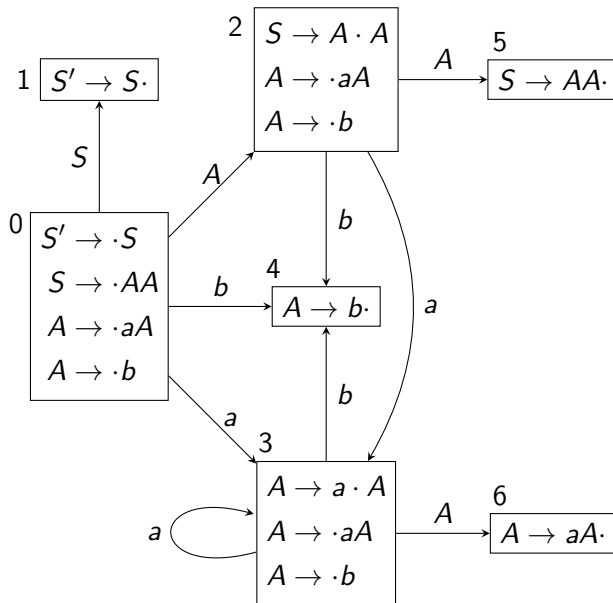 2
S → A · A
A → ·aA
A → ·b
5
S → AA·
A
1
S′ → S·
S
A
0
S′ → ·S
S → ·AA
A → ·aA
A → ·b
b
b
4
A → b·
a
a
b
3
A → a · A
A → ·aA
A → ·b
a
A
6
A → aA·